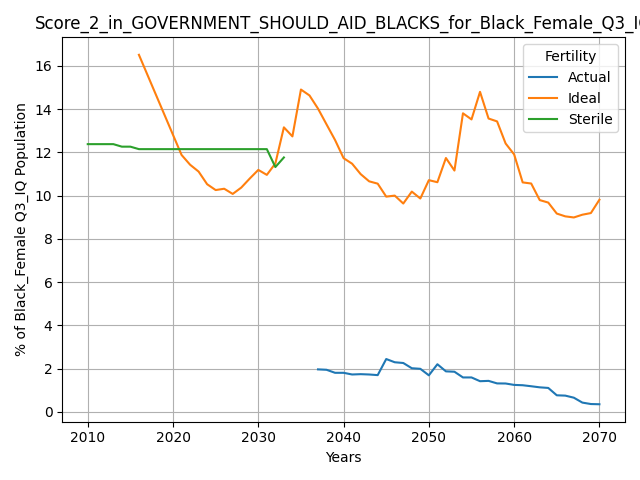 Score_2_in_GOVERNMENT_SHOULD_AID_BLACKS_for_Black_Female_Q3_IQ
Fertility
Actual
Ideal
Sterile
% of Black_Female Q3_IQ Population
16
14
12
10
8
6
4
2
0
2010 2020 2030 2040 2050 2060 2070
Years